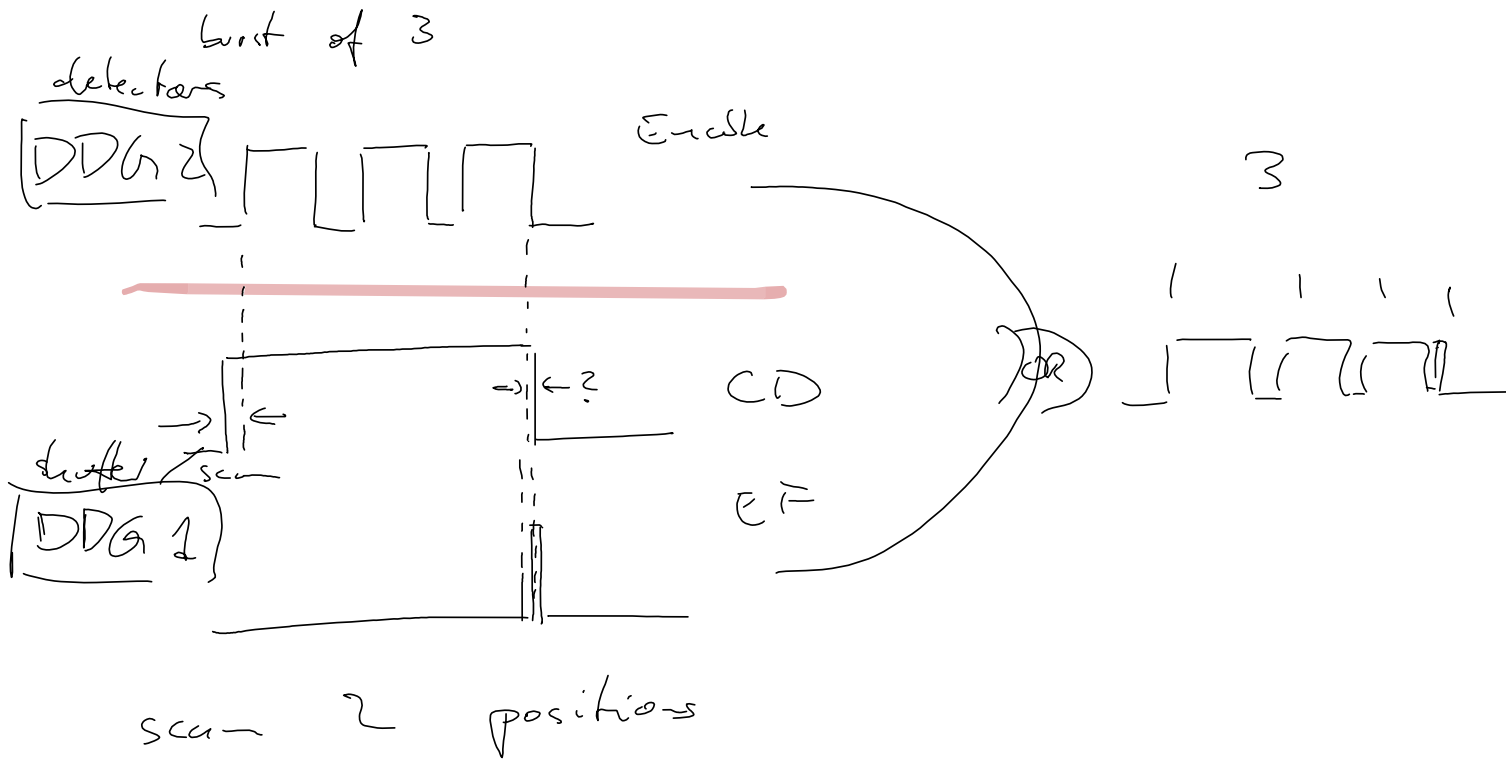 burst of 3
detectors
DDG 2
Enable
3
OR
? CD
shutter / scan
DDG 1
EF
scan 2 positions